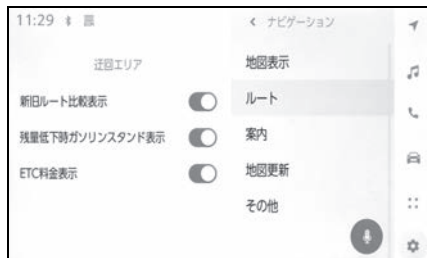 11:29
迂回エリア
新旧ルート比較表示
残量低下時ガソリンスタンド表示
ETC料金表示
ナビゲーション
地図表示
ルート
案内
地図更新
その他